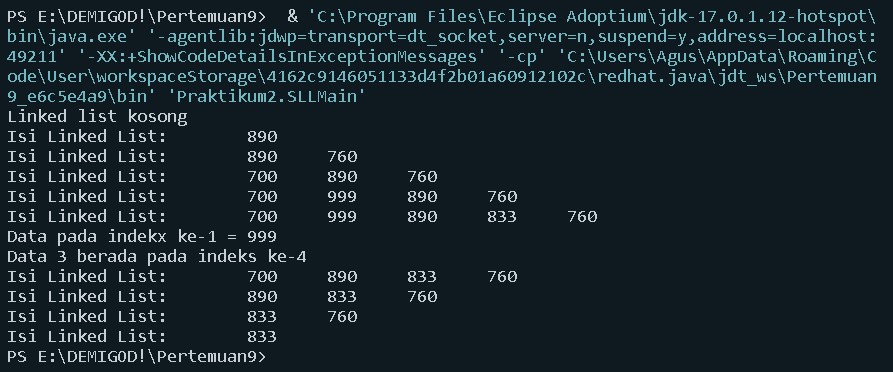 PS E:\DEMIGOD!\Pertemuan9>  & 'C:\Program Files\Eclipse Adoptium\jdk-17.0.1.12-hotspot\
bin\java.exe' '-agentlib:jdwp=transport=dt_socket,server=n,suspend=y,address=localhost:
49211' '-XX:+ShowCodeDetailsInExceptionMessages' '-cp' 'C:\Users\Agus\AppData\Roaming\C
ode\User\workspaceStorage\4162c9146051133d4f2b01a60912102c\redhat.java\jdt_ws\Pertemuan
9_e6c5e4a9\bin' 'Praktikum2.SLLMain'
Linked list kosong
Isi Linked List:        890
Isi Linked List:        890     760
Isi Linked List:        700     890     760
Isi Linked List:        700     999     890     760
Isi Linked List:        700     999     890     833     760
Data pada indekx ke-1 = 999
Data 3 berada pada indeks ke-4
Isi Linked List:        700     890     833     760
Isi Linked List:        890     833     760
Isi Linked List:        833     760
Isi Linked List:        833
PS E:\DEMIGOD!\Pertemuan9>